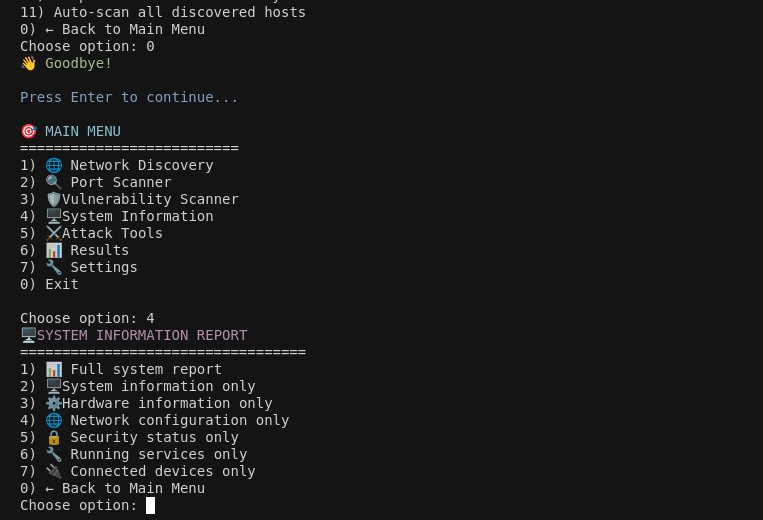 11) Auto-scan all discovered hosts
0) ← Back to Main Menu
Choose option: 0
👋 Goodbye!
Press Enter to continue...
🎯 MAIN MENU
==========================
1) 🌐 Network Discovery
2) 🔍 Port Scanner
3) 🛡️Vulnerability Scanner
4) 🖥️System Information
5) ⚔️Attack Tools
6) 📊 Results
7) 🔧 Settings
0) Exit
Choose option: 4
🖥️SYSTEM INFORMATION REPORT
==================================
1) 📊 Full system report
2) 🖥️System information only
3) ⚙️Hardware information only
4) 🌐 Network configuration only
5) 🔒 Security status only
6) 🔧 Running services only
7) 🔌 Connected devices only
0) ← Back to Main Menu
Choose option: